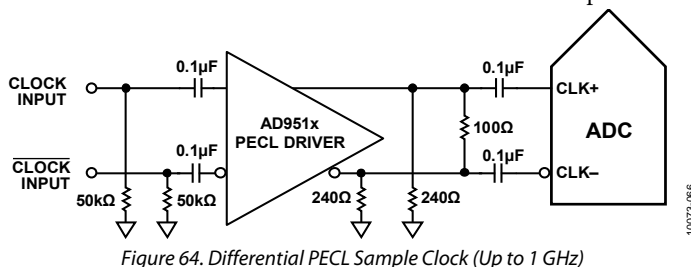 0.1µF
0.1µF
CLOCK
INPUT
CLK+
AD951x
PECL DRIVER
100Ω
ADC
0.1µF
0.1µF
CLOCK
INPUT
CLK–
50kΩ
50kΩ
240Ω
240Ω
10073-066
Figure 64. Differential PECL Sample Clock (Up to 1 GHz)